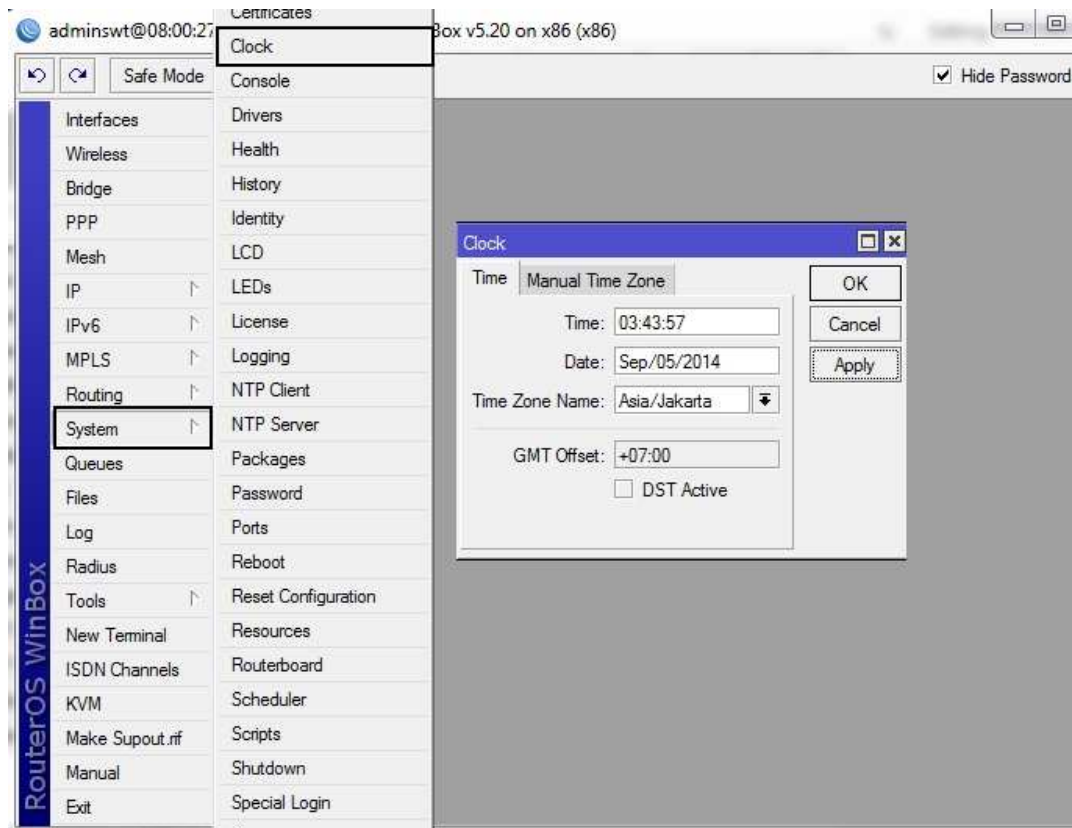 adminswt@08:00:27
Box v5.20 on x86 (x86)
Safe Mode
Hide Password
Interfaces
Wireless
Bridge
PPP
Mesh
IP
IPv6
MPLS
Routing
System
Queues
Files
Log
Radius
Tools
New Terminal
ISDN Channels
KVM
Make Supout.rif
Manual
Exit
RouterOS WinBox
Certificates
Clock
Console
Drivers
Health
History
Identity
LCD
LEDs
License
Logging
NTP Client
NTP Server
Packages
Password
Ports
Reboot
Reset Configuration
Resources
Routerboard
Scheduler
Scripts
Shutdown
Special Login
Clock
Time
Manual Time Zone
Time: 03:43:57
Date: Sep/05/2014
Time Zone Name: Asia/Jakarta
GMT Offset: +07:00
DST Active
OK
Cancel
Apply